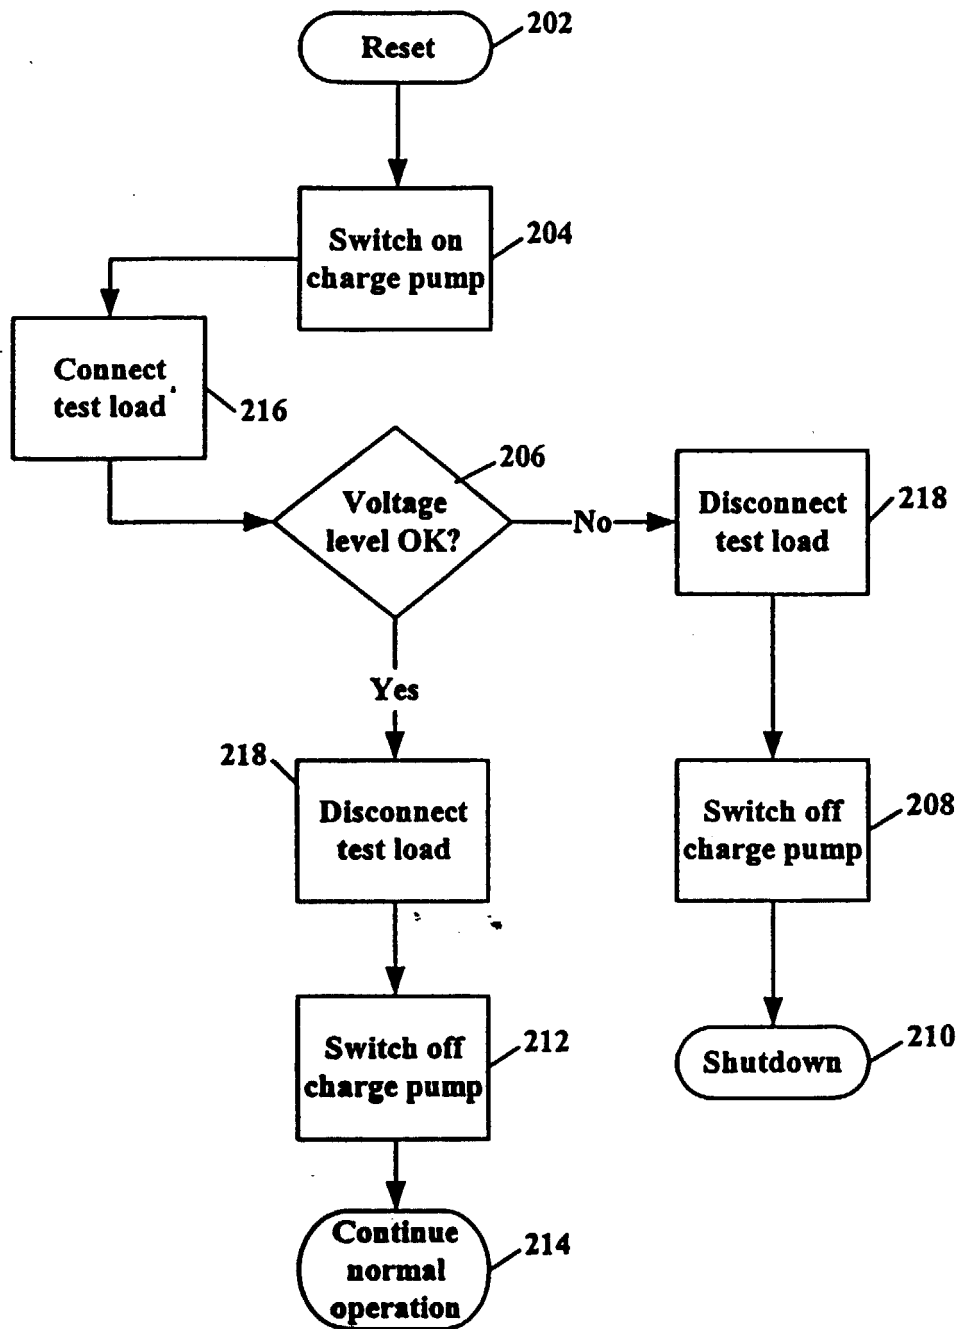 Reset
202
Switch on
charge pump
204
Connect
test load
216
Voltage
level OK?
206
No
Disconnect
test load
218
Yes
218
Disconnect
test load
Switch off
charge pump
208
Switch off
charge pump
212
Shutdown
210
Continue
normal
operation
214